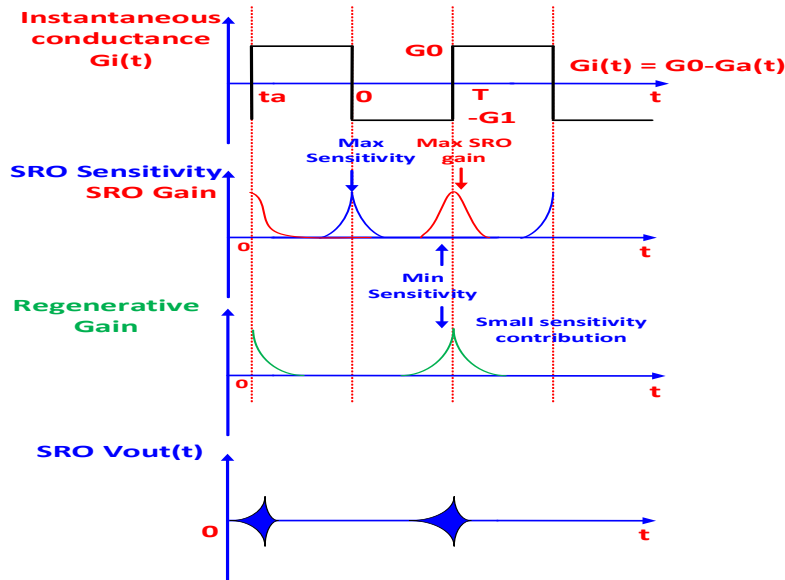 Instantaneous
conductance
Gi(t)
G0
Gi(t) = G0-Ga(t)
ta
0
T
t
-G1
Max
Sensitivity
Max SRO
gain
SRO Sensitivity
SRO Gain
0
t
Min
Sensitivity
Regenerative
Gain
Small sensitivity
contribution
0
t
SRO Vout(t)
0
t